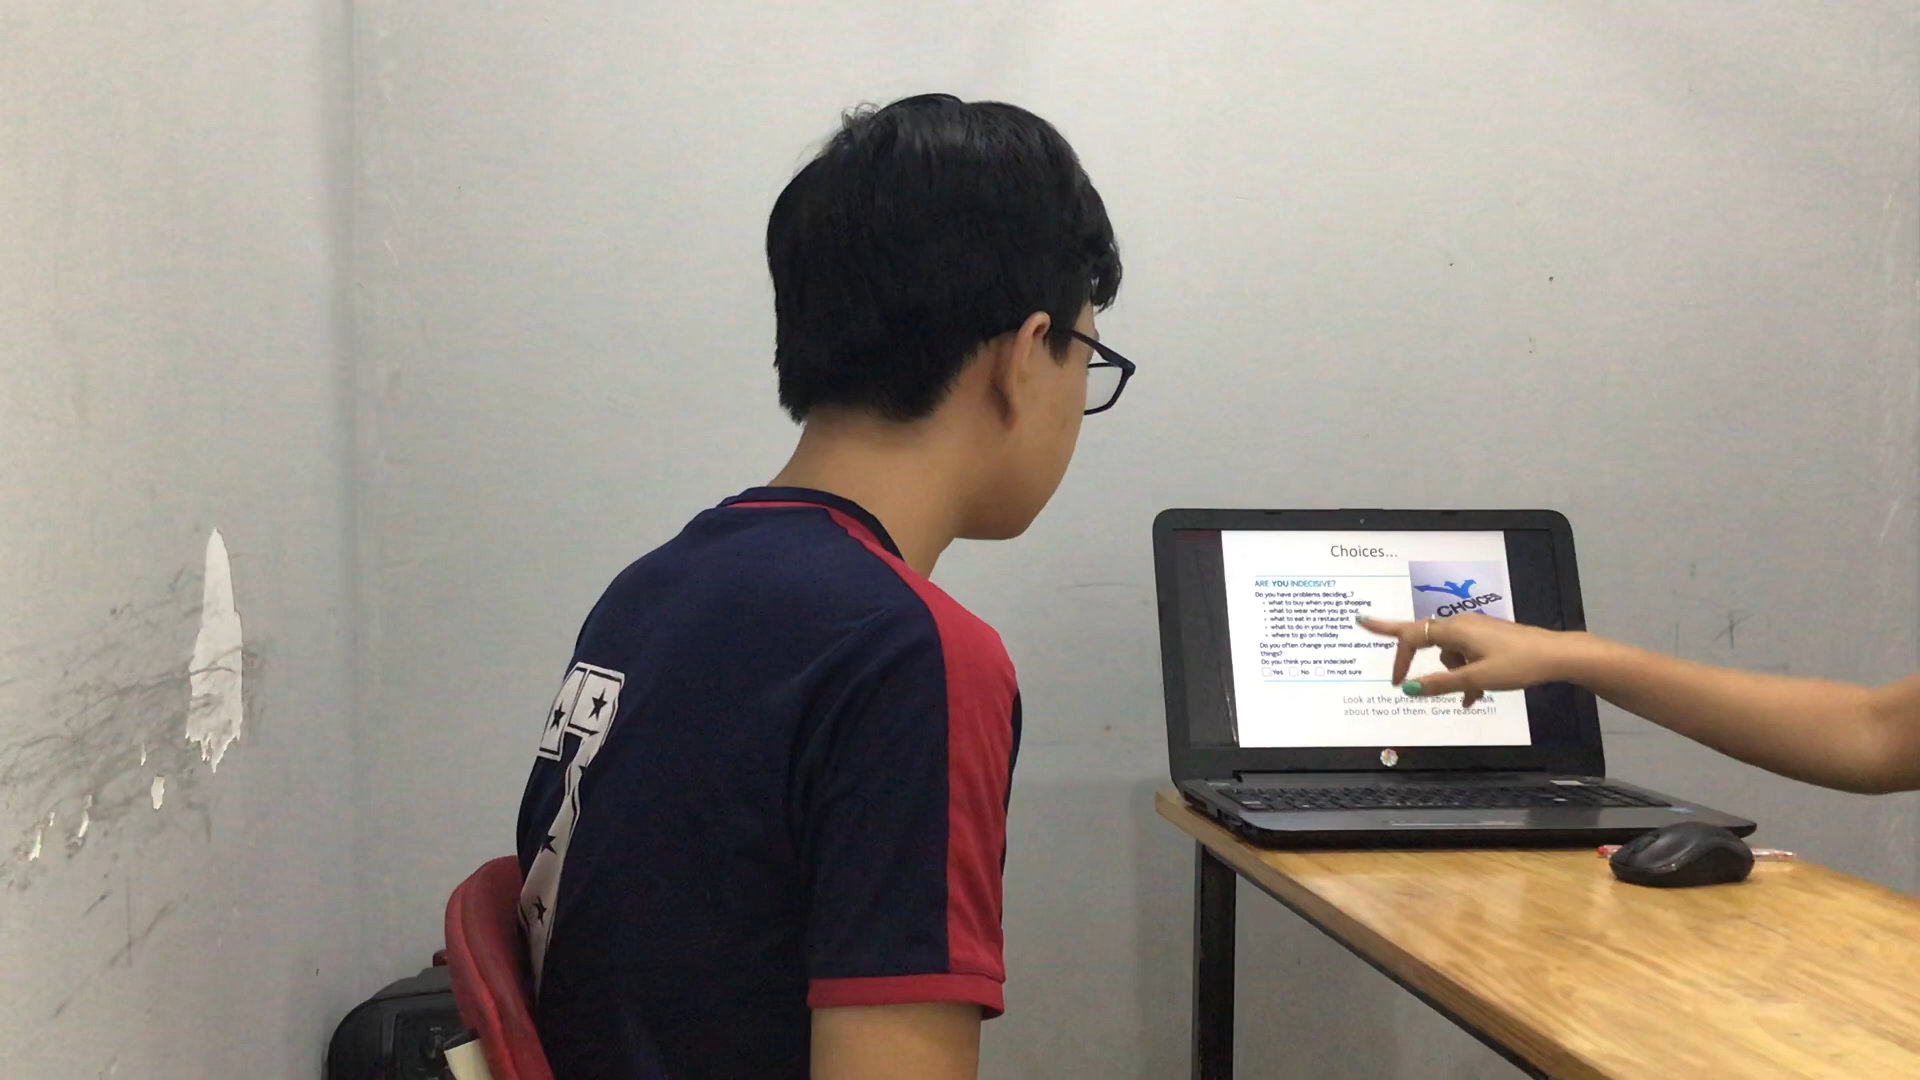 Choices...
ARE YOU INDECISIVE?
Do you have problems deciding...?
• what to buy when you go shopping
• what to wear when you go out
• what to eat in a restaurant
• what to do in your free time
• where to go on holiday
Do you often change your mind about things?
things?
Do you think you are indecisive?
Yes No I'm not sure
CHOICES
Look at the phrases above talk
about two of them. Give reasons!!!
7